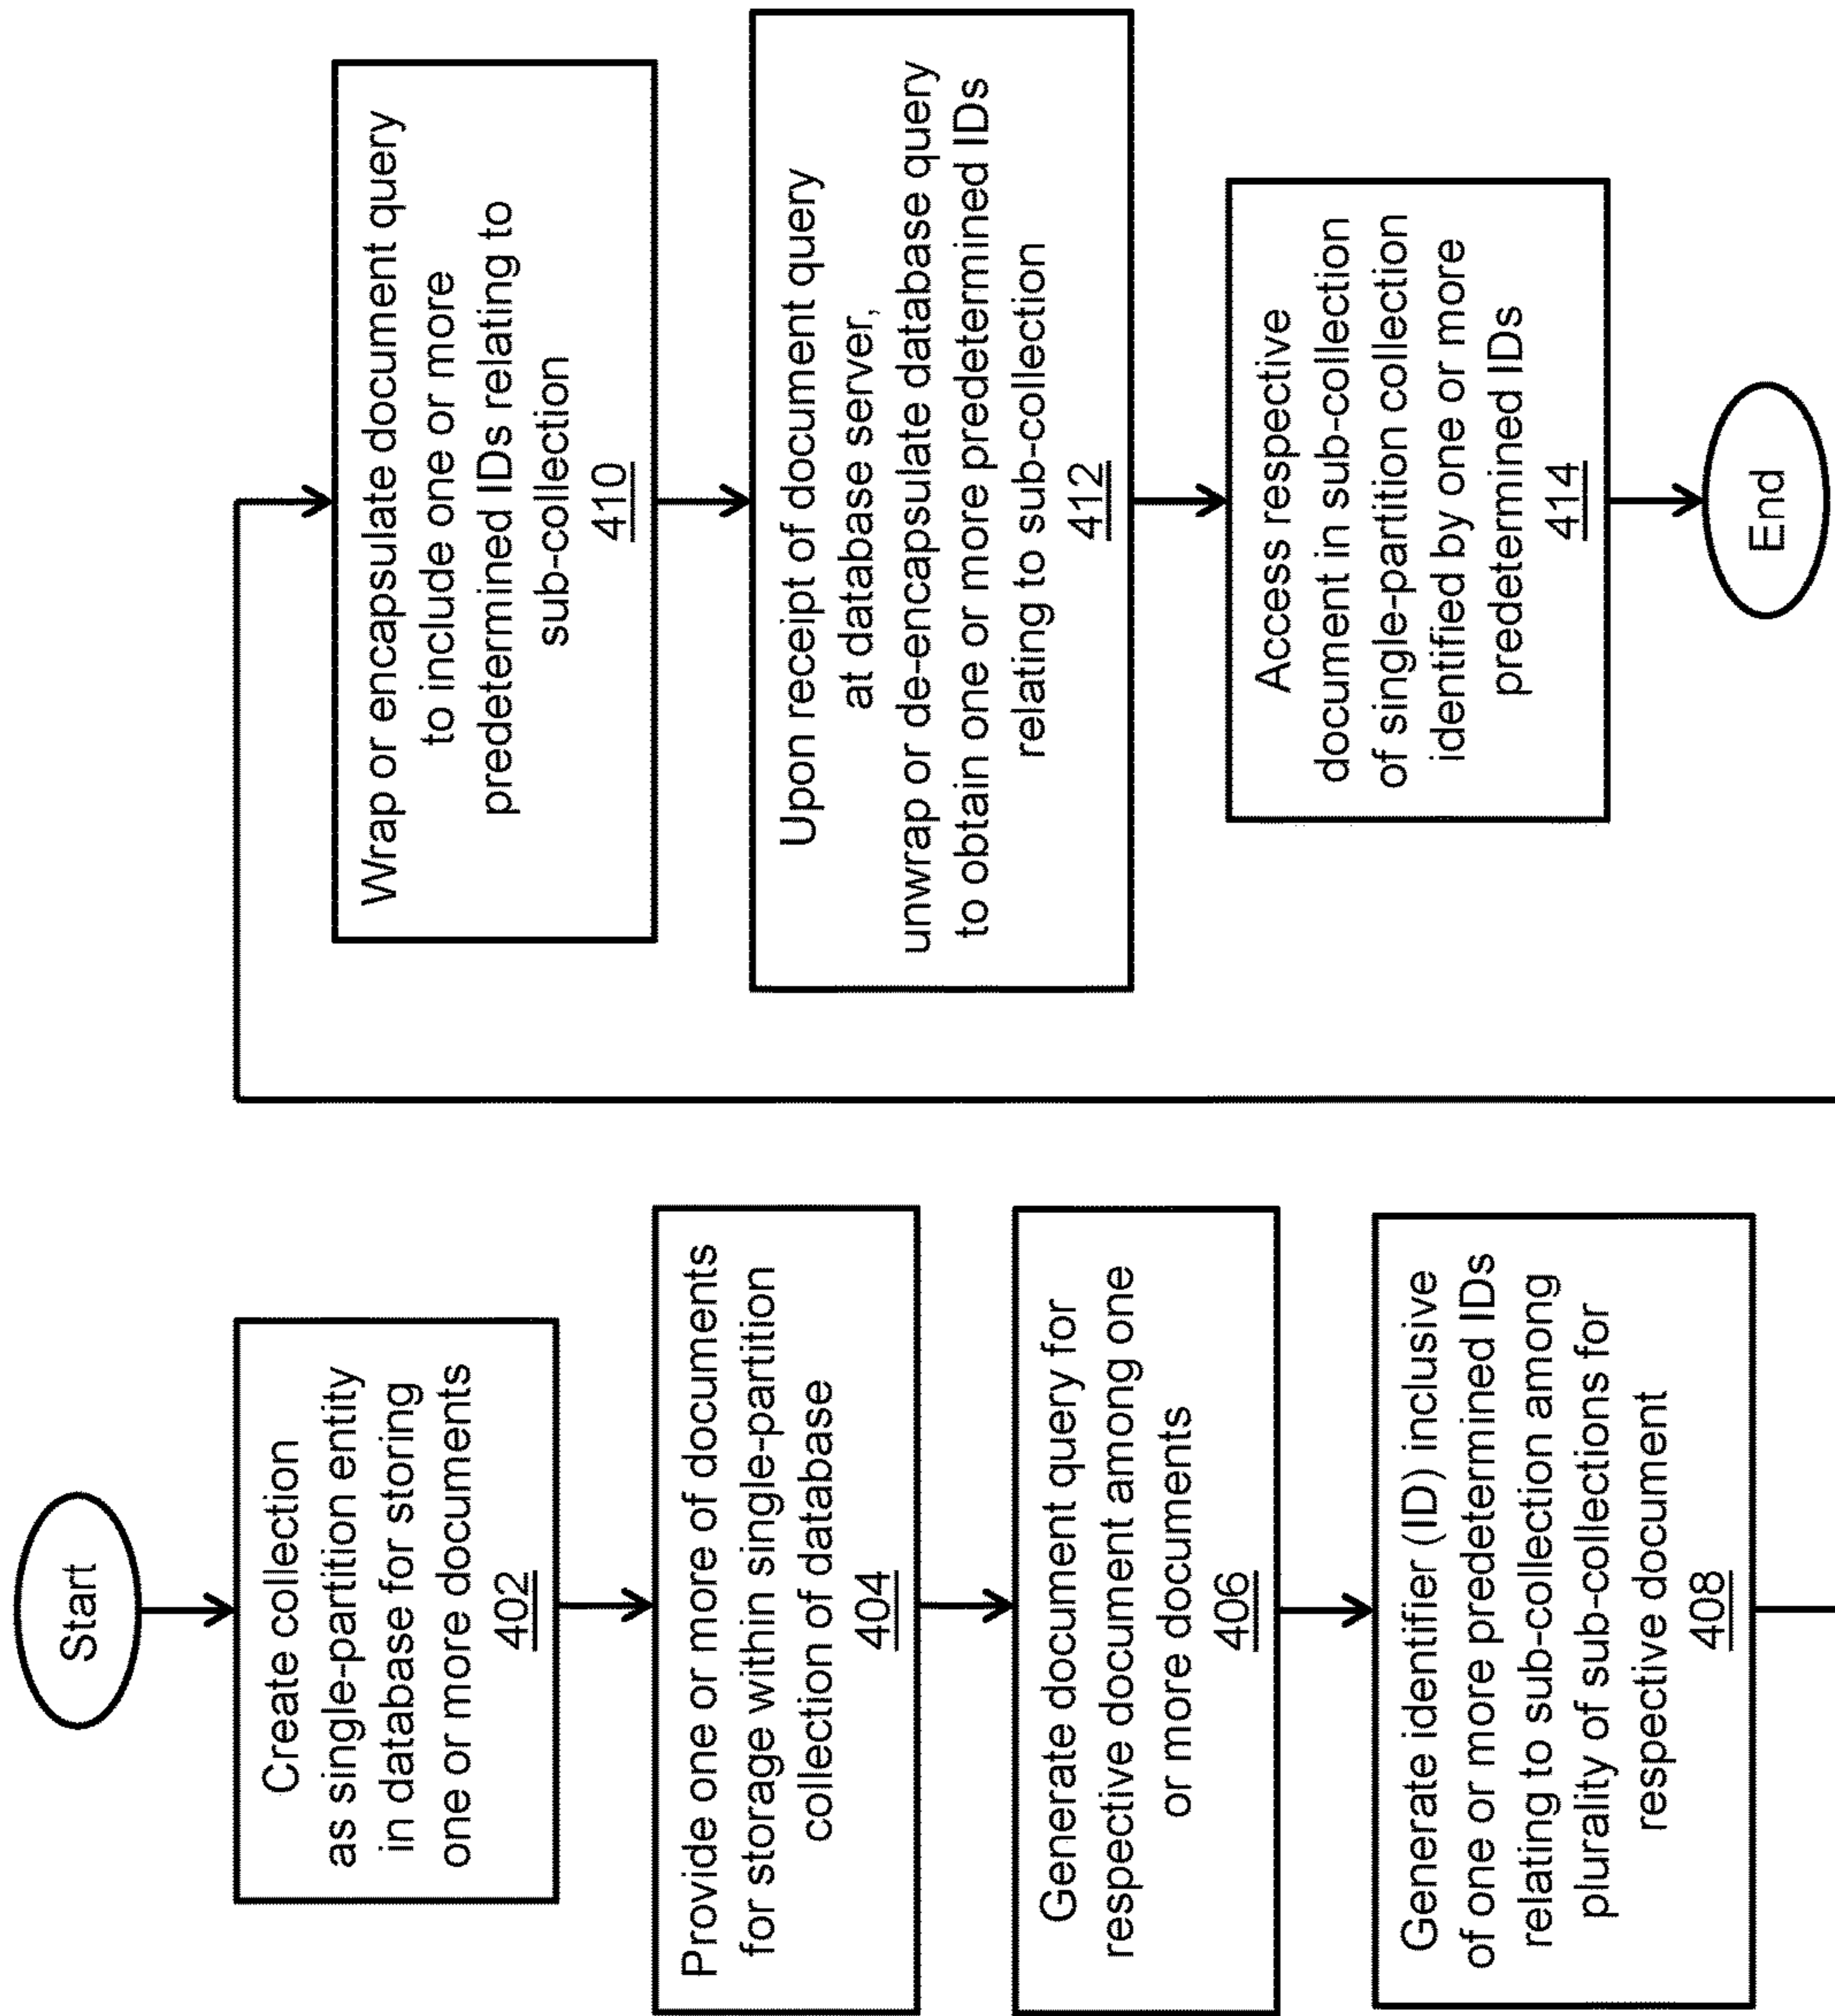 Start
Create collection
as single-partition entity
in database for storing
one or more documents
402
Provide one or more of documents
for storage within single-partition
collection of database
404
Generate document query for
respective document among one
or more documents
406
Generate identifier (ID) inclusive
of one or more predetermined IDs
relating to sub-collection among
plurality of sub-collections for
respective document
408
Wrap or encapsulate document query
to include one or more
predetermined IDs relating to
sub-collection
410
Upon receipt of document query
at database server,
unwrap or de-encapsulate database query
to obtain one or more predetermined IDs
relating to sub-collection
412
Access respective
document in sub-collection
of single-partition collection
identified by one or more
predetermined IDs
414
End